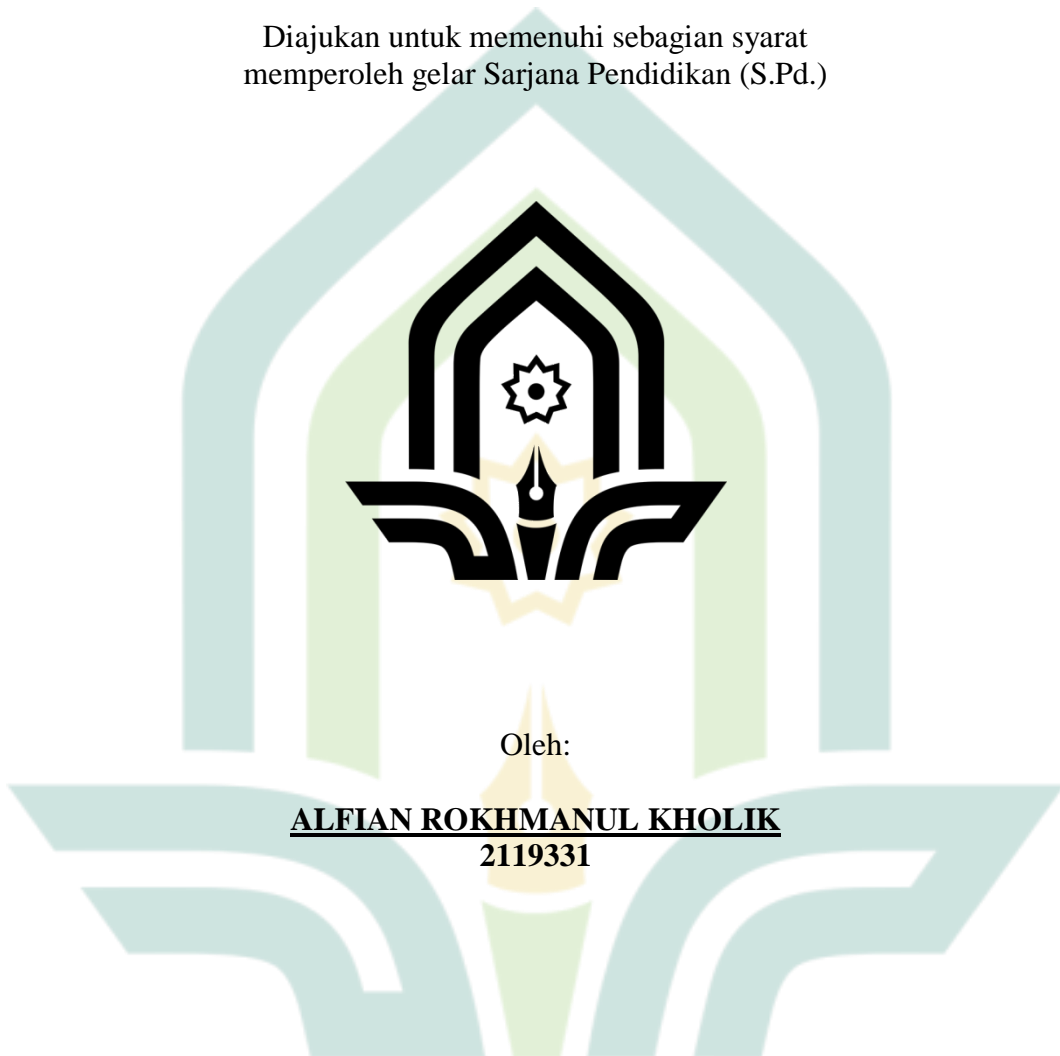 Diajukan untuk memenuhi sebagian syarat
memperoleh gelar Sarjana Pendidikan (S.Pd.)
Oleh:
ALFIAN ROKHMANUL KHOLIK
2119331